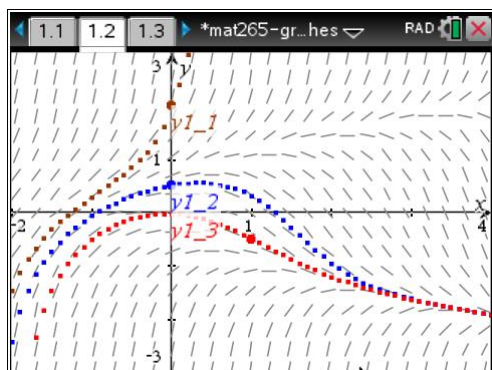 1.1 1.2 1.3 *mat265-gr…hes RAD
3 y
y1_1
1
y1_2
x
-2 1 4
y1_3
-3